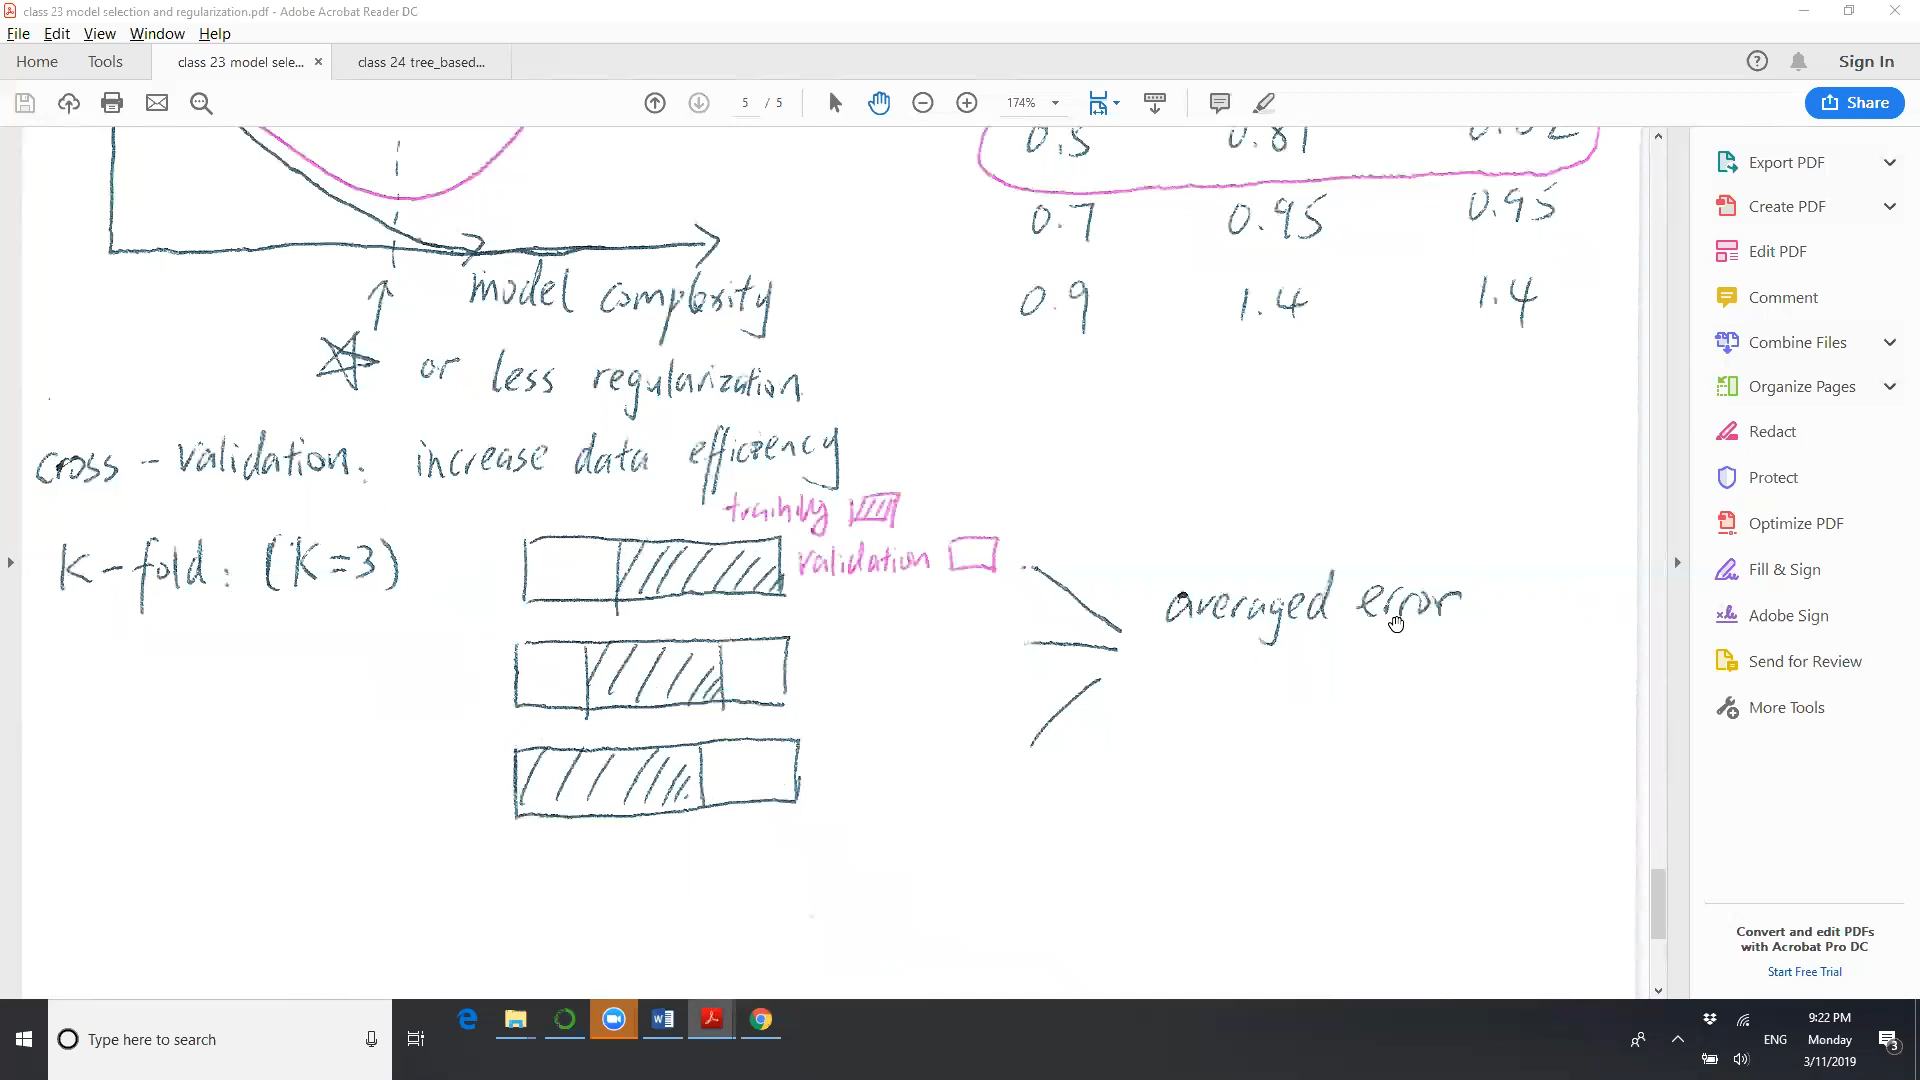 class 23 model selection and regularization.pdf - Adobe Acrobat Reader DC
File Edit View Window Help
Home Tools class 23 model sele... × class 24 tree_based... Sign In
5 / 5 174% Share
0.5 0.81
0.7 0.95 0.95
0.9 1.4 1.4
model complexity
or less regularization
cross - validation. increase data efficiency
training
validation
K - fold : (K = 3)
averaged error
Export PDF
Create PDF
Edit PDF
Comment
Combine Files
Organize Pages
Redact
Protect
Optimize PDF
Fill & Sign
Adobe Sign
Send for Review
More Tools
Convert and edit PDFs
with Acrobat Pro DC
Start Free Trial
Type here to search
ENG
9:22 PM
Monday
3/11/2019
3